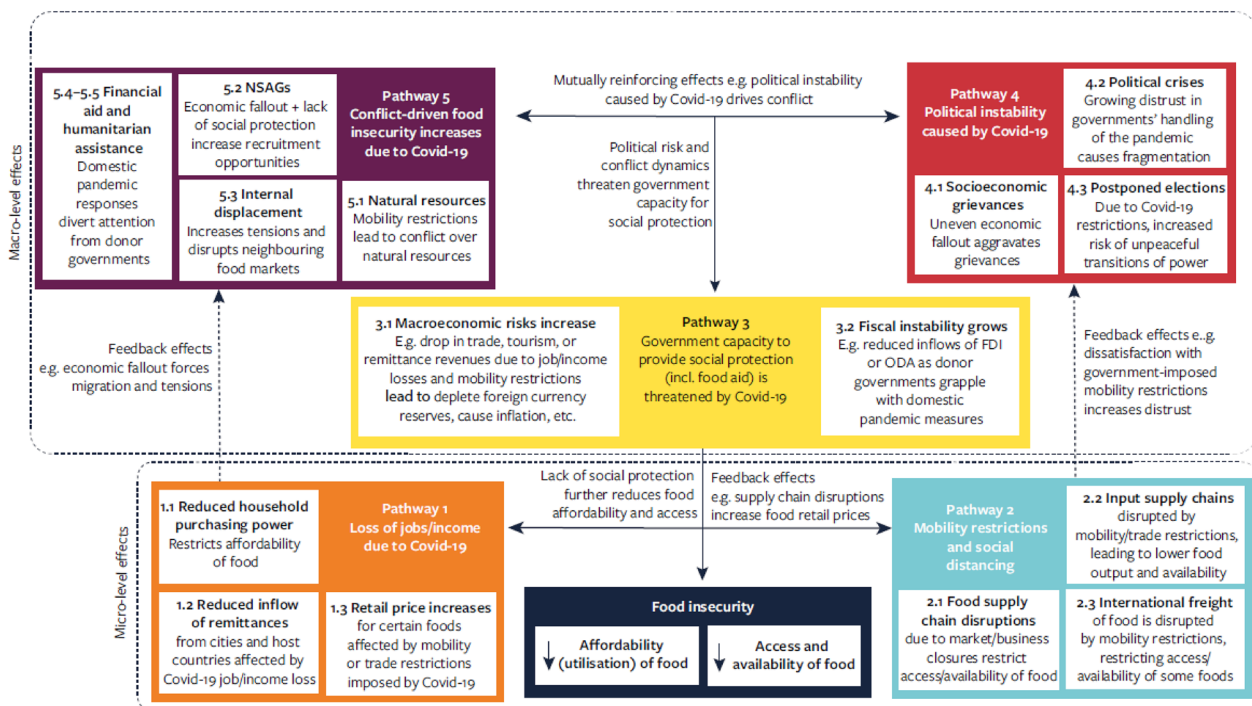 Macro-level effects
5.4–5.5 Financial
aid and
humanitarian
assistance
Domestic
pandemic
responses
divert attention
from donor
governments
5.2 NSAGs
Economic fallout + lack
of social protection
increase recruitment
opportunities
5.3 Internal
displacement
Increases tensions and
disrupts neighbouring
food markets
Pathway 5
Conflict-driven food
insecurity increases
due to Covid-19
5.1 Natural resources
Mobility restrictions
lead to conflict over
natural resources
Mutually reinforcing effects e.g. political instability
caused by Covid-19 drives conflict
Political risk and
conflict dynamics
threaten government
capacity for
social protection
Pathway 4
Political instability
caused by Covid-19
4.2 Political crises
Growing distrust in
governments' handling
of the pandemic
causes fragmentation
4.1 Socioeconomic
grievances
Uneven economic
fallout aggravates
grievances
4.3 Postponed elections
Due to Covid-19
restrictions, increased
risk of unpeaceful
transitions of power
Feedback effects
e.g. economic fallout forces
migration and tensions
3.1 Macroeconomic risks increase
E.g. drop in trade, tourism, or
remittance revenues due to job/income
losses and mobility restrictions
lead to deplete foreign currency
reserves, cause inflation, etc.
Pathway 3
Government capacity to
provide social protection
(incl. food aid) is
threatened by Covid-19
3.2 Fiscal instability grows
E.g. reduced inflows of FDI
or ODA as donor
governments grapple
with domestic
pandemic measures
Feedback effects e..g.
dissatisfaction with
government-imposed
mobility restrictions
increases distrust
Micro-level effects
1.1 Reduced household
purchasing power
Restricts affordability
of food
Pathway 1
Loss of jobs/income
due to Covid-19
1.2 Reduced inflow
of remittances
from cities and host
countries affected by
Covid-19 job/income loss
1.3 Retail price increases
for certain foods
affected by mobility
or trade restrictions
imposed by Covid-19
Lack of social protection
further reduces food
affordability and access
Feedback effects
e.g. supply chain disruptions
increase food retail prices
Food insecurity
Affordability
(utilisation) of food
Access and
availability of food
Pathway 2
Mobility restrictions
and social
distancing
2.2 Input supply chains
disrupted by
mobility/trade restrictions,
leading to lower food
output and availability
2.1 Food supply
chain disruptions
due to market/business
closures restrict
access/availability of food
2.3 International freight
of food is disrupted
by mobility restrictions,
restricting access/
availability of some foods